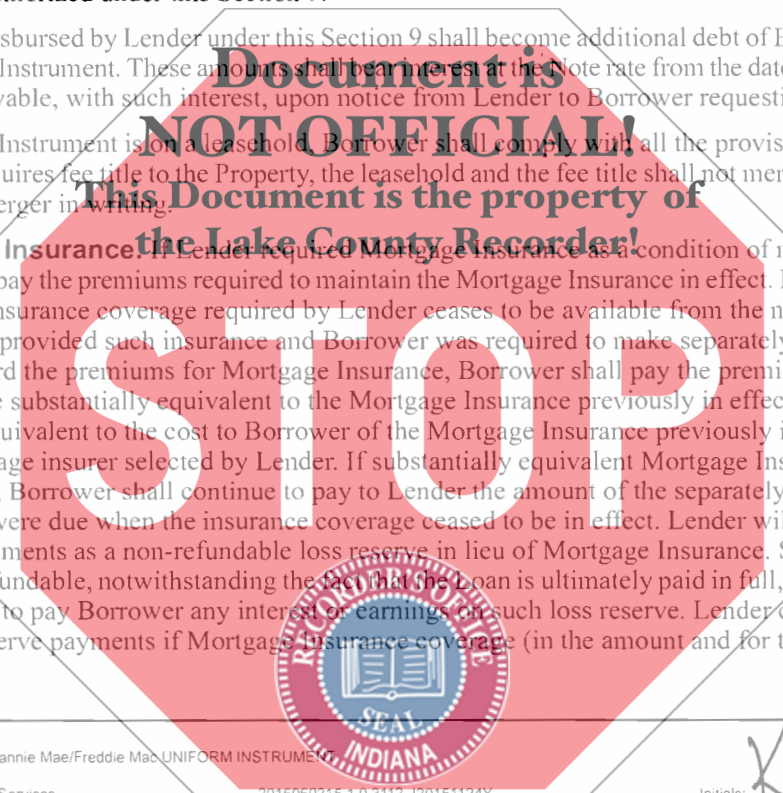 Document is
NOT OFFICIAL!
This Document is the property of
the Lake County Recorder!
STOP
sbursed by Lender under this Section 9 shall become additional debt of
Instrument. These amounts shall bear interest at the Note rate from the dat
yable, with such interest, upon notice from Lender to Borrower requesti
Instrument is on a leasehold, Borrower shall comply with all the provis
uires fee title to the Property, the leasehold and the fee title shall not mer
erger in writing.
Insurance. If Lender required Mortgage Insurance as a condition of
pay the premiums required to maintain the Mortgage Insurance in effect.
nsurance coverage required by Lender ceases to be available from the
provided such insurance and Borrower was required to make separately
rd the premiums for Mortgage Insurance, Borrower shall pay the premi
substantially equivalent to the Mortgage Insurance previously in effec
uivalent to the cost to Borrower of the Mortgage Insurance previously
age insurer selected by Lender. If substantially equivalent Mortgage Ins
, Borrower shall continue to pay to Lender the amount of the separately
were due when the insurance coverage ceased to be in effect. Lender wi
ments as a non-refundable loss reserve in lieu of Mortgage Insurance.
undable, notwithstanding the fact that the Loan is ultimately paid in full,
to pay Borrower any interest or earnings on such loss reserve. Lender
erve payments if Mortgage Insurance coverage (in the amount and for t
RECORDER'S OFFICE
SEAL
INDIANA
annie Mae/Freddie Mac UNIFORM INSTRUMENT
Initials: